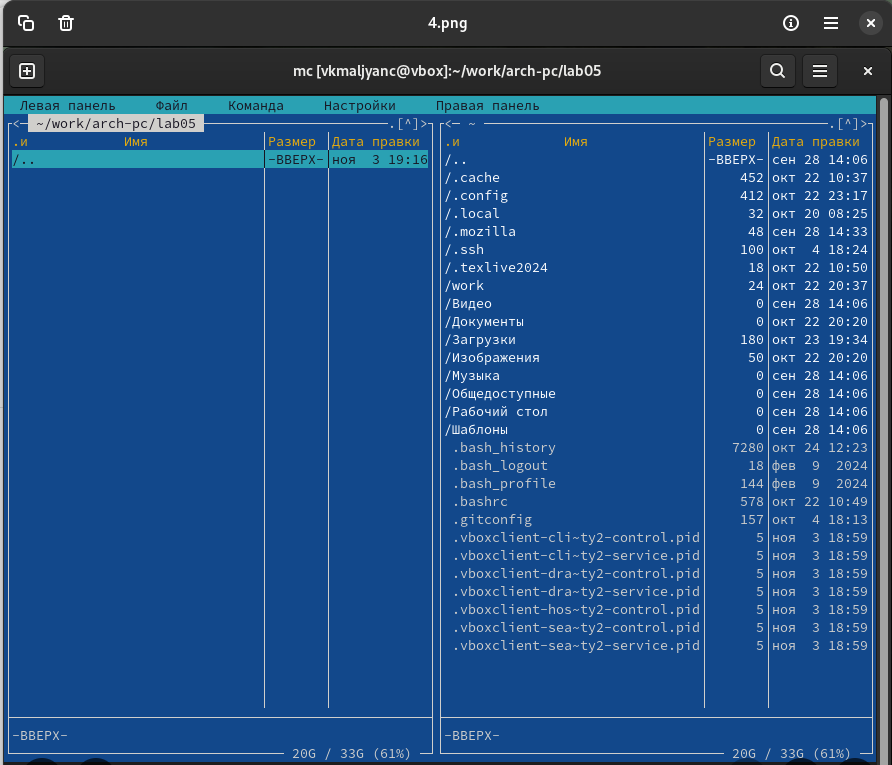 4.png
mc [vkmaljyanc@vbox]:~/work/arch-pc/lab05
Левая панель Файл Команда Настройки Правая панель
<─ ~/work/arch-pc/lab05 .[^]>
.и Имя Размер Дата правки
/.. -ВВЕРХ- ноя 3 19:16
-ВВЕРХ-
20G / 33G (61%)
<─ ~ .[^]>
.и Имя Размер Дата правки
/.. -ВВЕРХ- сен 28 14:06
/.cache 452 окт 22 10:37
/.config 412 окт 22 23:17
/.local 32 окт 20 08:25
/.mozilla 48 сен 28 14:33
/.ssh 100 окт 4 18:24
/.texlive2024 18 окт 22 10:50
/work 24 окт 22 20:37
/Видео 0 сен 28 14:06
/Документы 0 окт 22 20:20
/Загрузки 180 окт 23 19:34
/Изображения 50 окт 22 20:20
/Музыка 0 сен 28 14:06
/Общедоступные 0 сен 28 14:06
/Рабочий стол 0 сен 28 14:06
/Шаблоны 0 сен 28 14:06
.bash_history 7280 окт 24 12:23
.bash_logout 18 фев 9 2024
.bash_profile 144 фев 9 2024
.bashrc 578 окт 22 10:49
.gitconfig 157 окт 4 18:13
.vboxclient-cli~ty2-control.pid 5 ноя 3 18:59
.vboxclient-cli~ty2-service.pid 5 ноя 3 18:59
.vboxclient-dra~ty2-control.pid 5 ноя 3 18:59
.vboxclient-dra~ty2-service.pid 5 ноя 3 18:59
.vboxclient-hos~ty2-control.pid 5 ноя 3 18:59
.vboxclient-sea~ty2-control.pid 5 ноя 3 18:59
.vboxclient-sea~ty2-service.pid 5 ноя 3 18:59
-ВВЕРХ-
20G / 33G (61%)